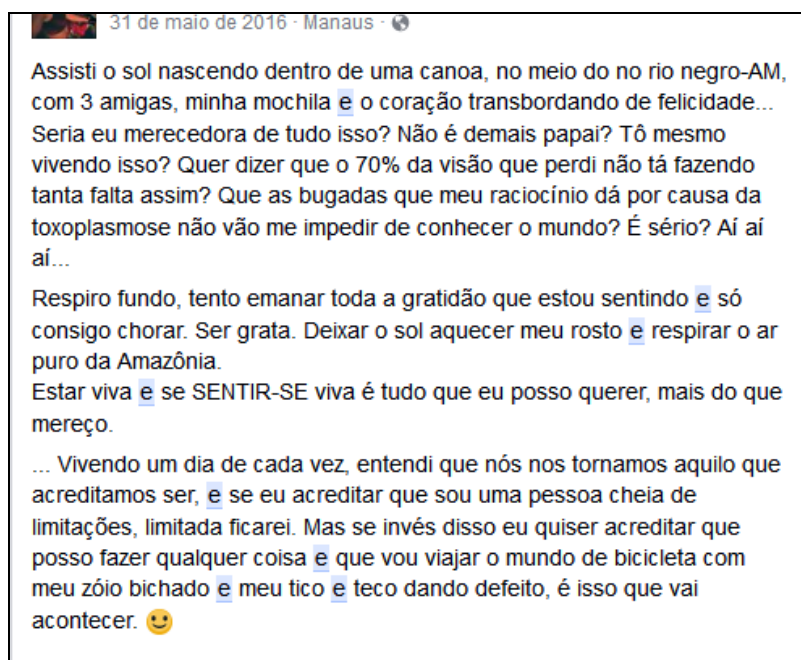 31 de maio de 2016 · Manaus ·
Assisti o sol nascendo dentro de uma canoa, no meio do no rio negro-AM,
com 3 amigas, minha mochila e o coração transbordando de felicidade...
Seria eu merecedora de tudo isso? Não é demais papai? Tô mesmo
vivendo isso? Quer dizer que o 70% da visão que perdi não tá fazendo
tanta falta assim? Que as bugadas que meu raciocínio dá por causa da
toxoplasmose não vão me impedir de conhecer o mundo? É sério? Aí aí
aí...
Respiro fundo, tento emanar toda a gratidão que estou sentindo e só
consigo chorar. Ser grata. Deixar o sol aquecer meu rosto e respirar o ar
puro da Amazônia.
Estar viva e se SENTIR-SE viva é tudo que eu posso querer, mais do que
mereço.
... Vivendo um dia de cada vez, entendi que nós nos tornamos aquilo que
acreditamos ser, e se eu acreditar que sou uma pessoa cheia de
limitações, limitada ficarei. Mas se invés disso eu quiser acreditar que
posso fazer qualquer coisa e que vou viajar o mundo de bicicleta com
meu zóio bichado e meu tico e teco dando defeito, é isso que vai
acontecer. 🙂